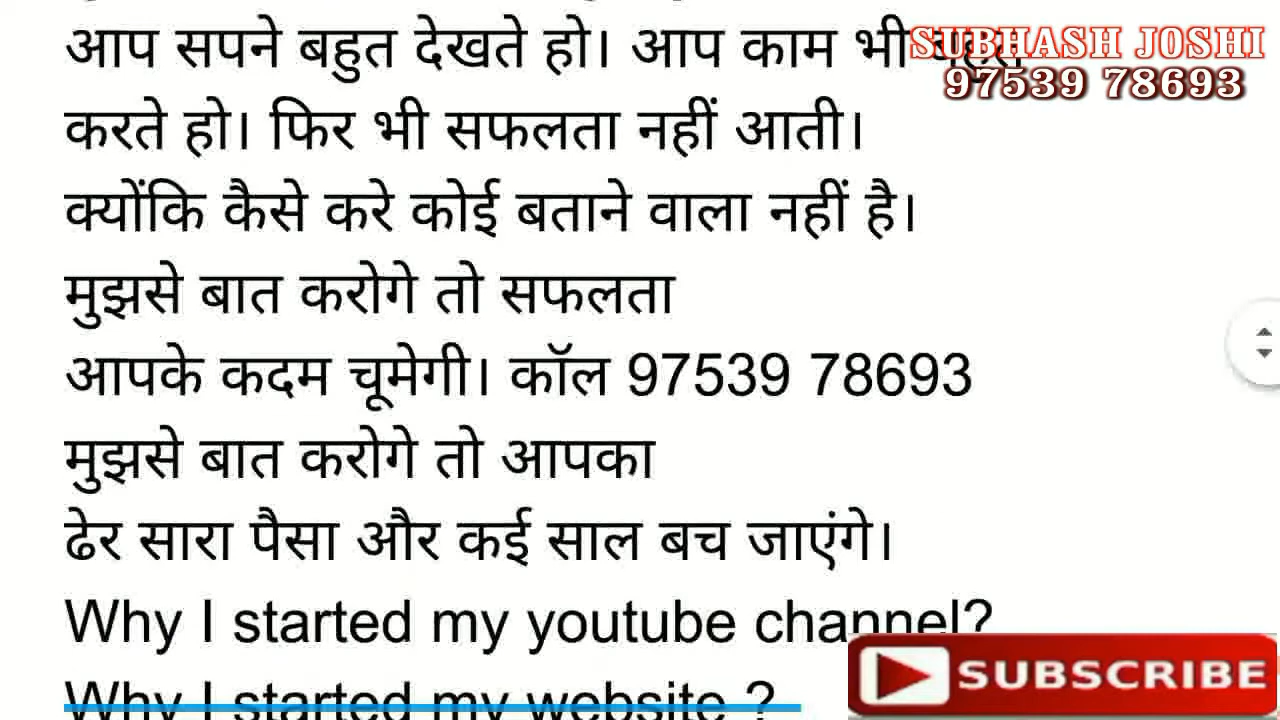 आप सपने बहुत देखते हो। आप काम भी
SUBHASH JOSHI
97539 78693
करते हो। फिर भी सफलता नहीं आती।
क्योंकि कैसे करे कोई बताने वाला नहीं है।
मुझसे बात करोगे तो सफलता
आपके कदम चूमेगी। कॉल 97539 78693
मुझसे बात करोगे तो आपका
ढेर सारा पैसा और कई साल बच जाएंगे।
Why I started my youtube channel?
Why I started my website ?
SUBSCRIBE